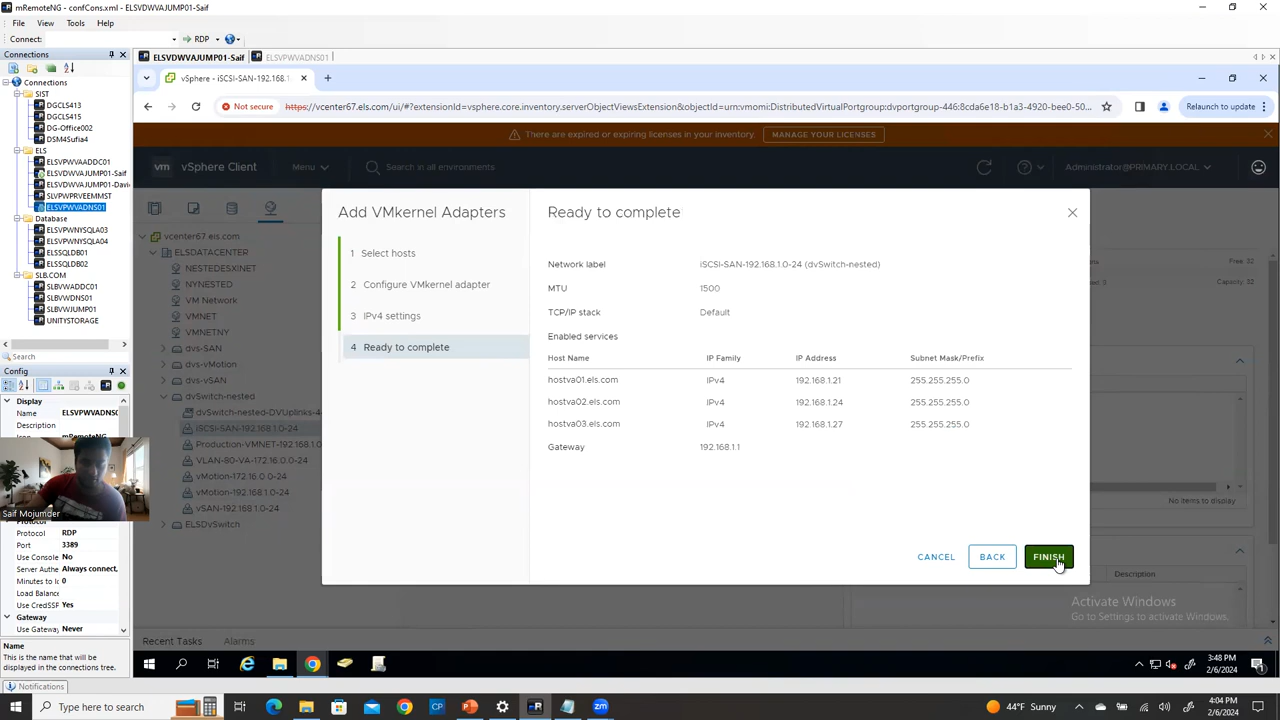 mRemoteNG - confCons.xml - ELSVDWVAJUMP01-Saif
File View Tools Help
Connect: RDP
Connections
ELSVDWVAJUMP01-Saif
ELSVPWVADNS01
Connections
SIST
DGCLS413
DGCLS415
DG-Office002
DSM4Sufia4
ELS
ELSVPWVAADDC01
ELSVDWVAJUMP01-Saif
ELSVDWVAJUMP01-Davi
SLVPWPRVEEMMST
ELSVPWVADNS01
Database
ELSVPWNYSQLA03
ELSVPWNYSQLA04
ELSSQLDB01
ELSSQLDB02
SLB.COM
SLBVWADDC01
SLBVWDNS01
SLBVWJUMP01
UNITYSTORAGE
Search
Config
Display
Name ELSVPWVADNS0
Description
mRemoteNG
Saif Mojumder
Protocol
Protocol RDP
Port 3389
Use Console No
Server Authe Always connect,
Minutes to Ic 0
Load Balance
Use CredSSP Yes
Gateway
Use Gateway Never
Name
This is the name that will be
displayed in the connections tree.
Notifications
vSphere - iSCSI-SAN-192.168.1.
Not secure https://vcenter67.els.com/ui/#?extensionId=vsphere.core.inventory.serverObjectViewsExtension&objectId=urn:vmomi:DistributedVirtualPortgroup:dvportgroup-446:8cda6e18-b1a3-4920-bee0-50...
Relaunch to update
There are expired or expiring licenses in your inventory. MANAGE YOUR LICENSES
vm vSphere Client Menu Search in all environments Administrator@PRIMARY.LOCAL
vcenter67.els.com
ELSDATACENTER
NESTEDESXINET
NYNESTED
VM Network
VMNET
VMNETNY
dvs-SAN
dvs-vMotion
dvs-vSAN
dvSwitch-nested
dvSwitch-nested-DVUplinks-4
iSCSI-SAN-192.168.1.0-24
Production-VMNET-192.168.1.0
VLAN-80-VA-172.16.0.0-24
vMotion-172.16.0.0-24
vMotion-192.168.1.0-24
vSAN-192.168.1.0-24
ELSDvSwitch
Add VMkernel Adapters
1 Select hosts
2 Configure VMkernel adapter
3 IPv4 settings
4 Ready to complete
Ready to complete
Network label iSCSI-SAN-192.168.1.0-24 (dvSwitch-nested)
MTU 1500
TCP/IP stack Default
Enabled services
Host Name IP Family IP Address Subnet Mask/Prefix
hostva01.els.com IPv4 192.168.1.21 255.255.255.0
hostva02.els.com IPv4 192.168.1.24 255.255.255.0
hostva03.els.com IPv4 192.168.1.27 255.255.255.0
Gateway 192.168.1.1
CANCEL BACK FINISH
Free: 32
Capacity: 32
No items to display
Description
Activate Windows
Go to Settings to activate Windows.
Recent Tasks Alarms
3:48 PM
2/6/2024
Type here to search
44°F Sunny
4:04 PM
2/6/2024